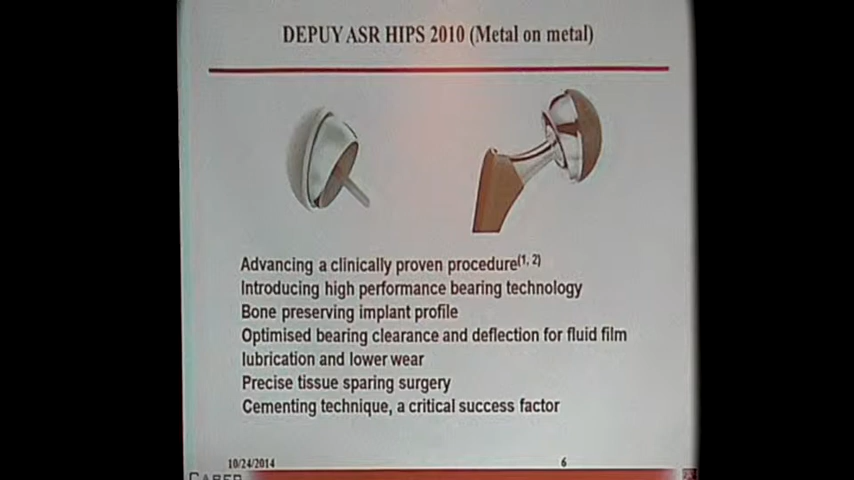 DEPUY ASR HIPS 2010 (Metal on metal)
Advancing a clinically proven procedure(1, 2)
Introducing high performance bearing technology
Bone preserving implant profile
Optimised bearing clearance and deflection for fluid film
lubrication and lower wear
Precise tissue sparing surgery
Cementing technique, a critical success factor
10/24/2014
6